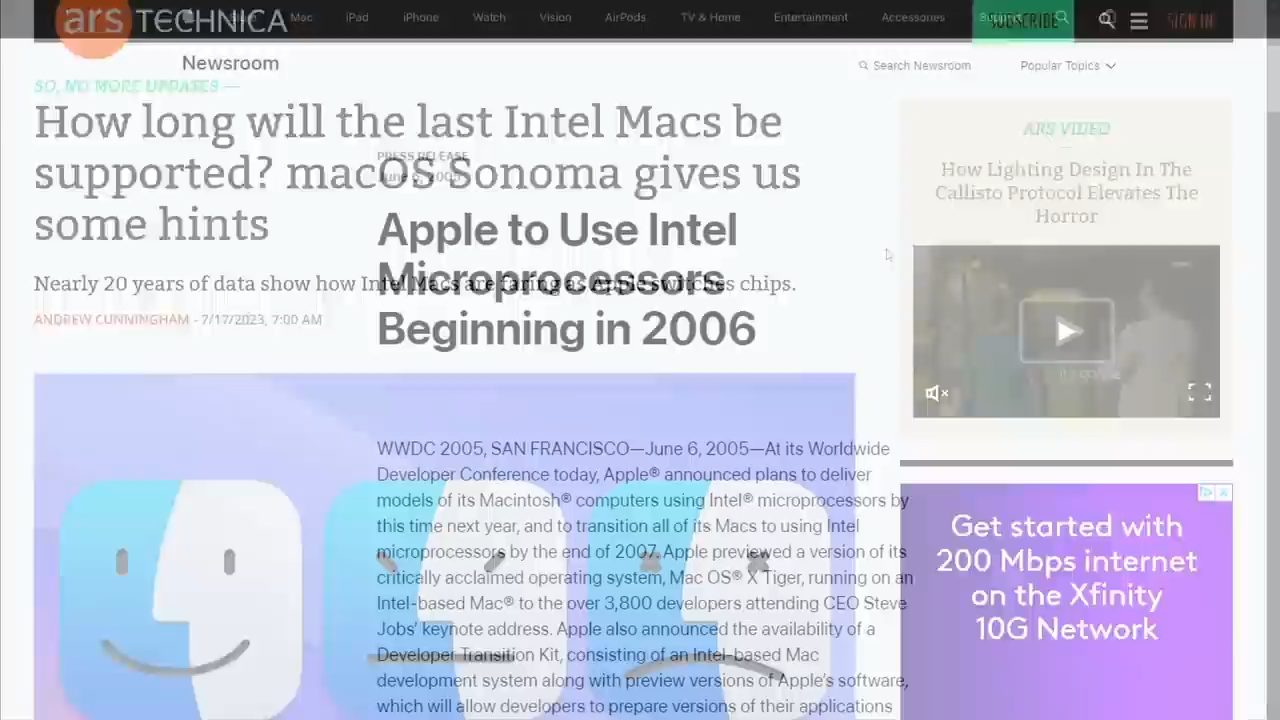 ars TECHNICA
Mac iPad iPhone Watch Vision AirPods TV & Home Entertainment Accessories Support
SUBSCRIBE
SIGN IN
Newsroom
Search Newsroom
Popular Topics
SO, NO MORE UPDATES —
How long will the last Intel Macs be
supported? macOS Sonoma gives us
some hints
Nearly 20 years of data show how Intel Macs are faring as Apple switches chips.
ANDREW CUNNINGHAM - 7/17/2023, 7:00 AM
PRESS RELEASE
June 6, 2005
Apple to Use Intel
Microprocessors
Beginning in 2006
WWDC 2005, SAN FRANCISCO—June 6, 2005—At its Worldwide
Developer Conference today, Apple® announced plans to deliver
models of its Macintosh® computers using Intel® microprocessors by
this time next year, and to transition all of its Macs to using Intel
microprocessors by the end of 2007. Apple previewed a version of its
critically acclaimed operating system, Mac OS® X Tiger, running on an
Intel-based Mac® to the over 3,800 developers attending CEO Steve
Jobs' keynote address. Apple also announced the availability of a
Developer Transition Kit, consisting of an Intel-based Mac
development system along with preview versions of Apple's software,
which will allow developers to prepare versions of their applications
ARS VIDEO
How Lighting Design In The
Callisto Protocol Elevates The
Horror
Get started with
200 Mbps internet
on the Xfinity
10G Network